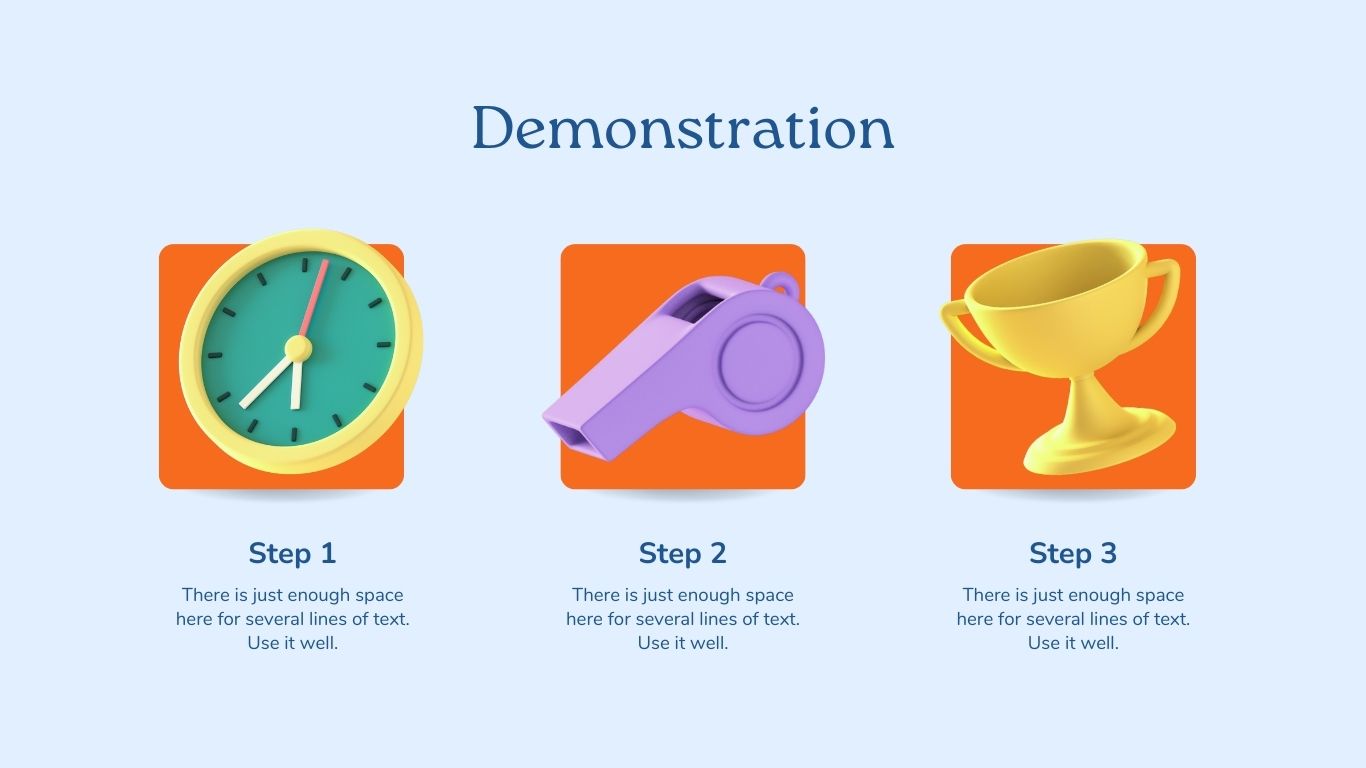 Demonstration
Step 1
There is just enough space
here for several lines of text.
Use it well.
Step 2
There is just enough space
here for several lines of text.
Use it well.
Step 3
There is just enough space
here for several lines of text.
Use it well.